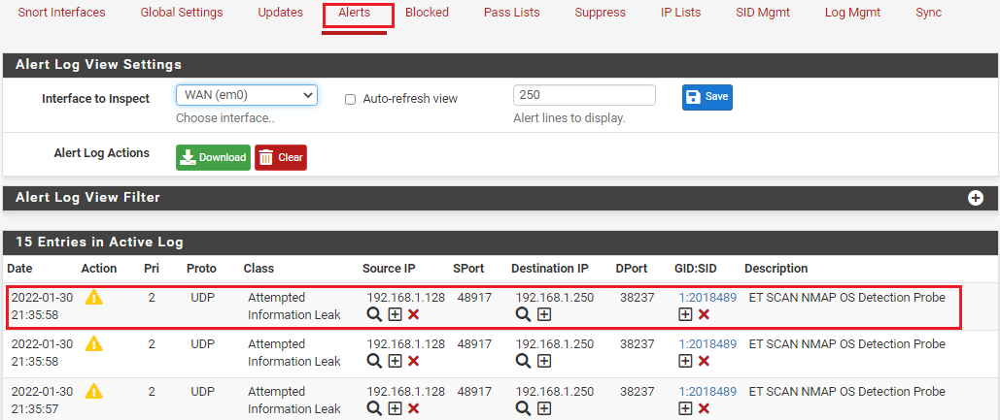 Snort Interfaces Global Settings Updates Alerts Blocked Pass Lists Suppress IP Lists SID Mgmt Log Mgmt Sync
Alert Log View Settings
Interface to Inspect WAN (em0) Auto-refresh view 250 Save
Choose interface.. Alert lines to display.
Alert Log Actions Download Clear
Alert Log View Filter
15 Entries in Active Log
Date Action Pri Proto Class Source IP SPort Destination IP DPort GID:SID Description
2022-01-30 2 UDP Attempted 192.168.1.128 48917 192.168.1.250 38237 1:2018489 ET SCAN NMAP OS Detection Probe
21:35:58 Information Leak
2022-01-30 2 UDP Attempted 192.168.1.128 48917 192.168.1.250 38237 1:2018489 ET SCAN NMAP OS Detection Probe
21:35:58 Information Leak
2022-01-30 2 UDP Attempted 192.168.1.128 48917 192.168.1.250 38237 1:2018489 ET SCAN NMAP OS Detection Probe
21:35:57 Information Leak